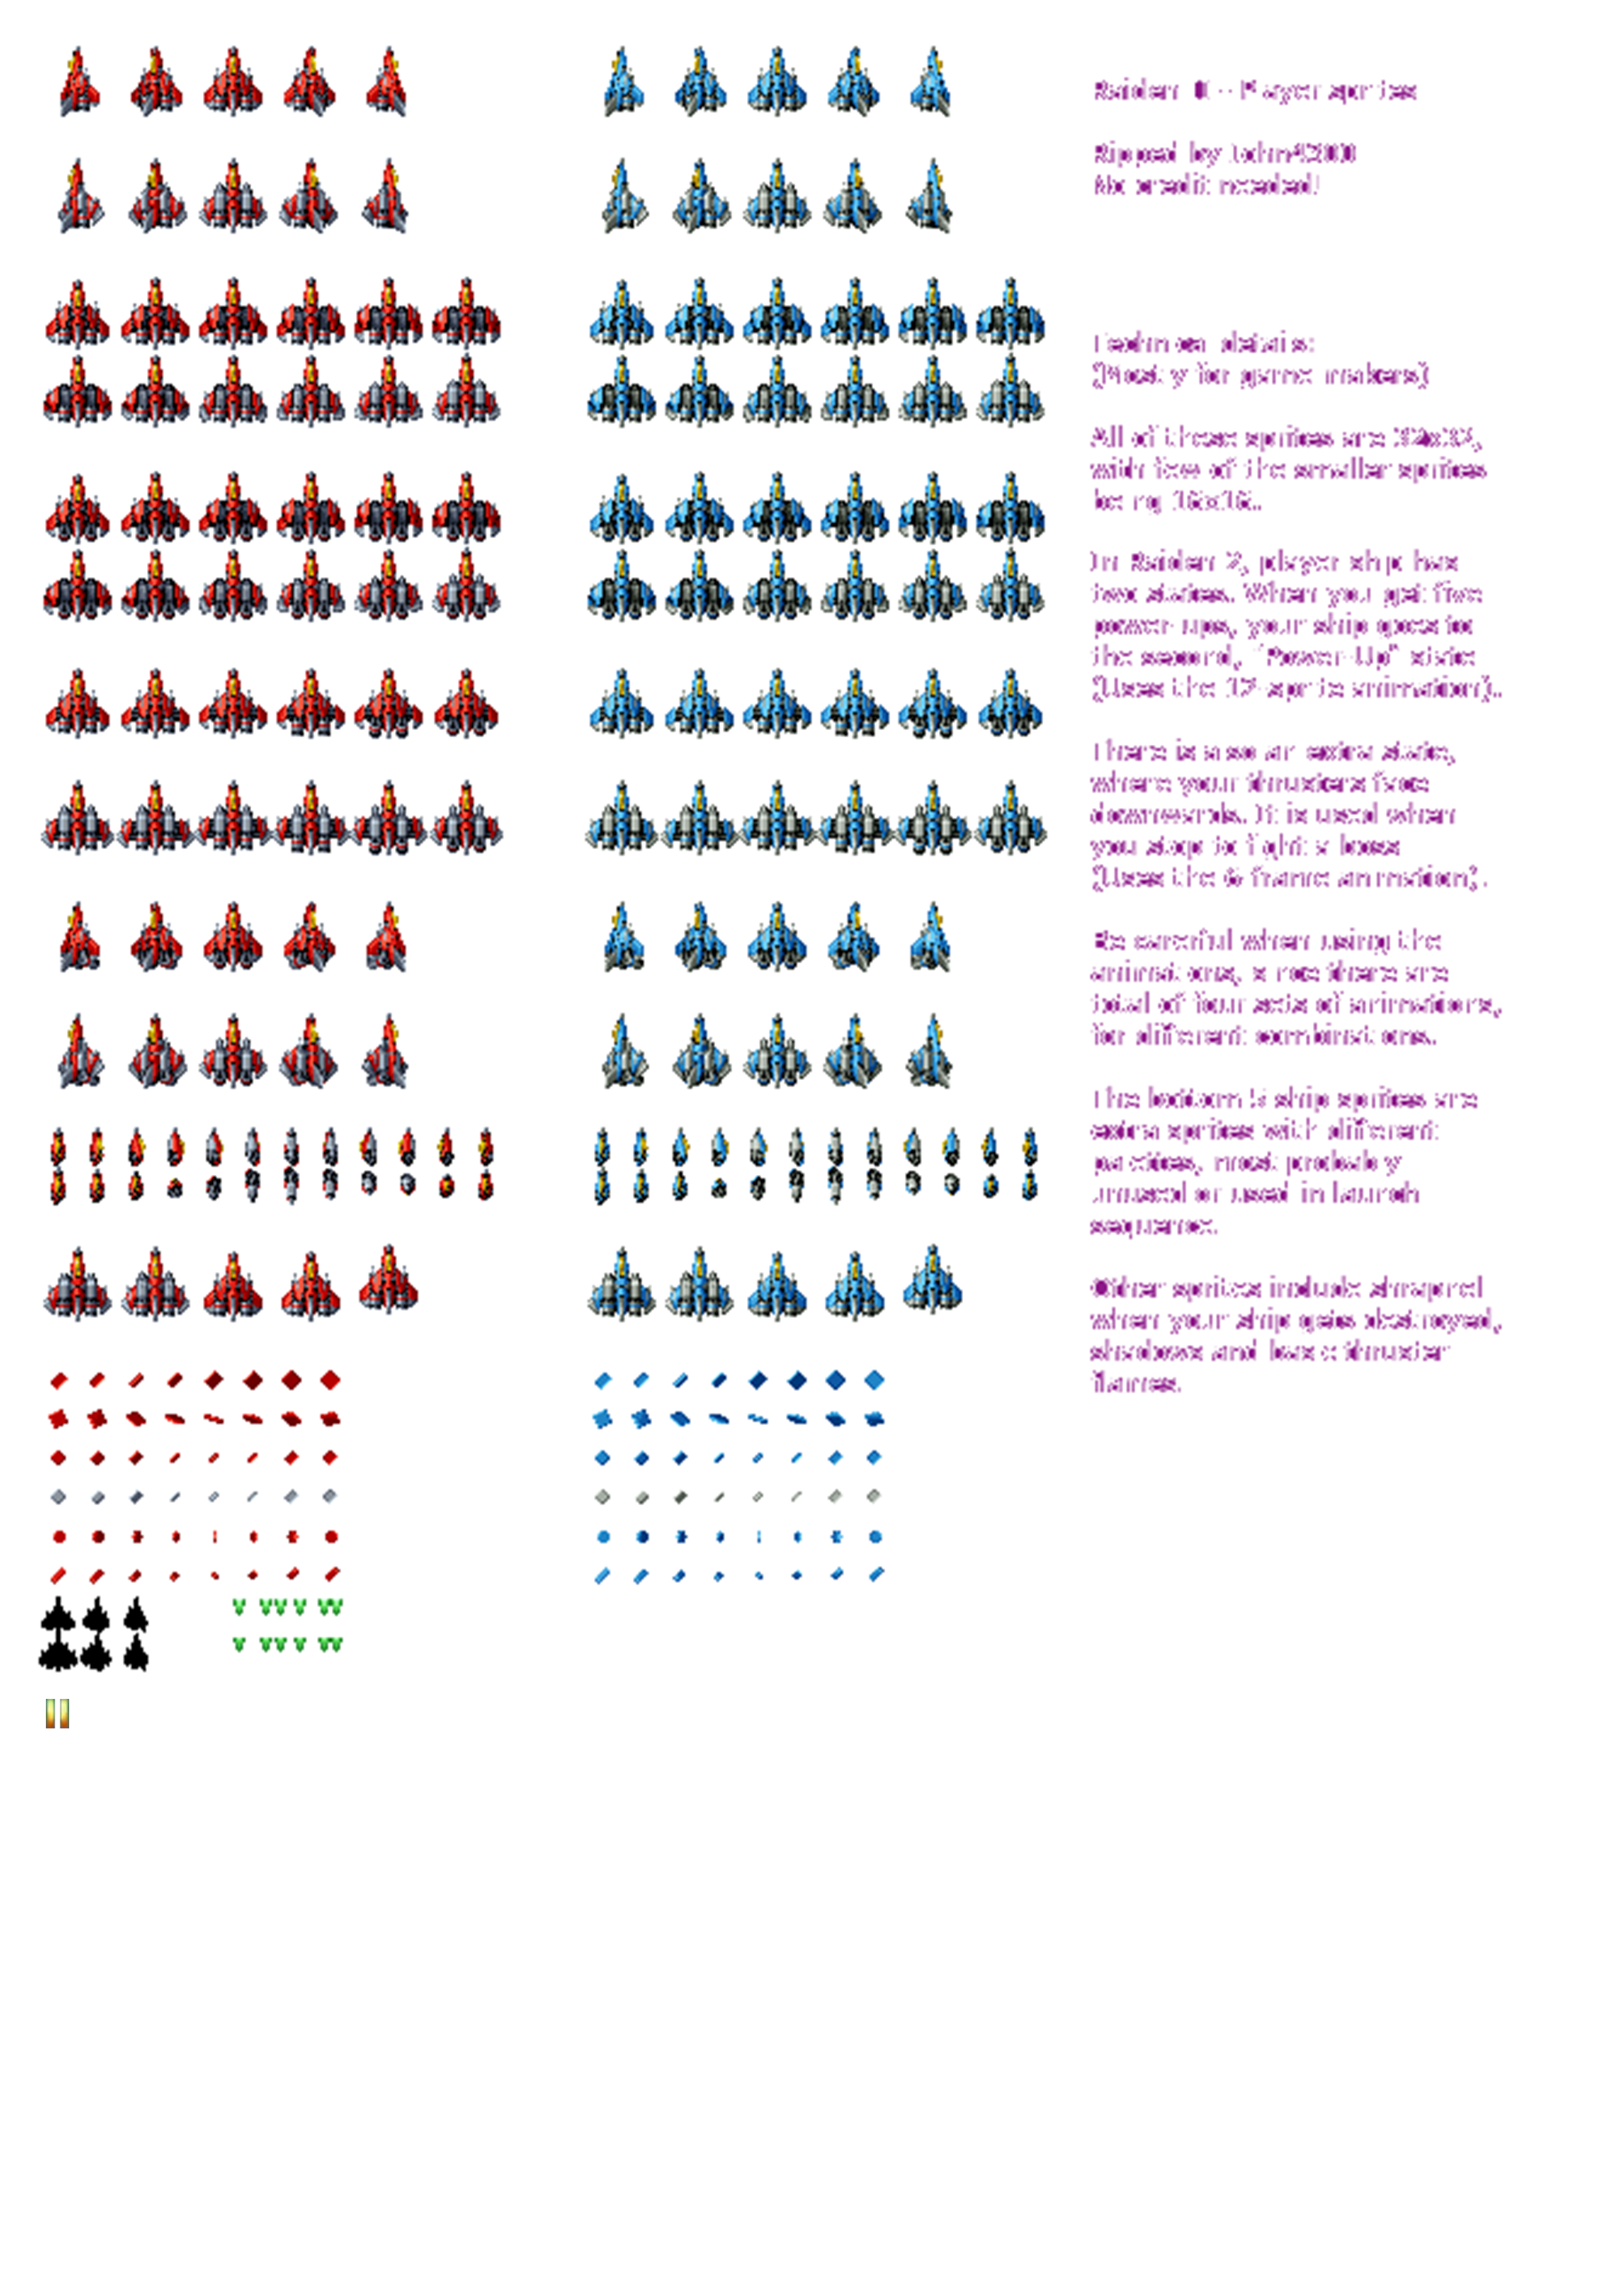 Raiden II - Player sprites
Ripped by
No credit needed!
Technical details:
(Mostly for game makers)
All of these sprites are 32x32,
with few of the smaller sprites
being 16x16.
In Raiden 2, player ship has
two states. When you get five
power-ups, your ship goes to
the second, "Power-Up" state
(Uses the 12-sprite animation).
There is also an extra state,
where your thrusters face
downwards. It is used when
you stop to fight a boss
(Uses the 6-frame animation).
Be careful when using the
animations, since there are
total of four sets of animations,
for different combinations.
The bottom 5 ship sprites are
extra sprites with different
palettes, most probably
unused or used in launch
sequence.
Other sprites include shrapnel
when your ship gets destroyed,
shadows and basic thruster
flames.